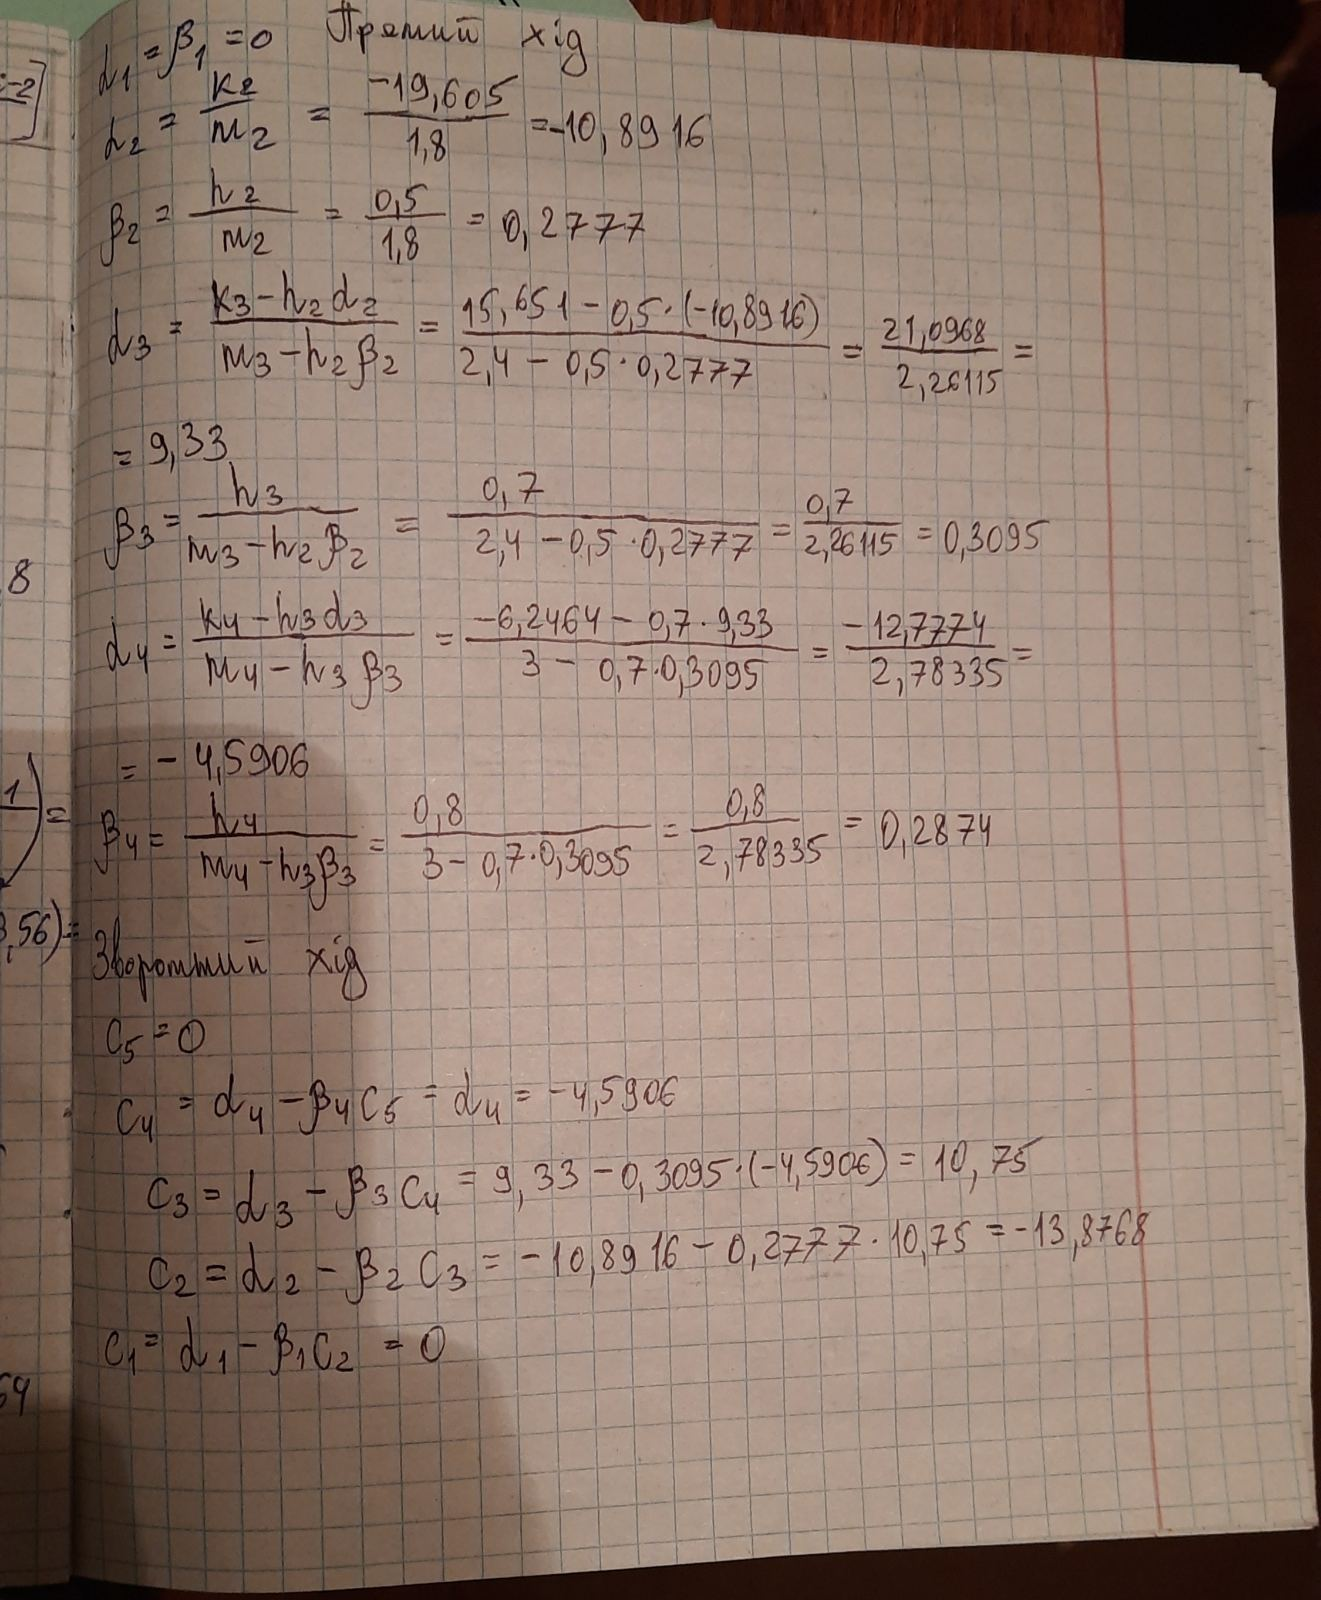 α₁ = β₁ = 0 Прямий хід
α₂ = k₂/m₂ = -19,605/1,8 = -10,8916
β₂ = h₂/m₂ = 0,5/1,8 = 0,2777
α₃ = (k₃ - h₂α₂)/(m₃ - h₂β₂) = (15,651 - 0,5·(-10,8916))/(2,4 - 0,5·0,2777) = 21,0968/2,26115 =
= 9,33
β₃ = h₃/(m₃ - h₂β₂) = 0,7/(2,4 - 0,5·0,2777) = 0,7/2,26115 = 0,3095
α₄ = (k₄ - h₃α₃)/(m₄ - h₃β₃) = (-6,2464 - 0,7·9,33)/(3 - 0,7·0,3095) = -12,7774/2,78335 =
= -4,5906
β₄ = h₄/(m₄ - h₃β₃) = 0,8/(3 - 0,7·0,3095) = 0,8/2,78335 = 0,2874
Зворотний хід
c₅ = 0
c₄ = α₄ - β₄c₅ = α₄ = -4,5906
c₃ = α₃ - β₃c₄ = 9,33 - 0,3095·(-4,5906) = 10,75
c₂ = α₂ - β₂c₃ = -10,8916 - 0,2777·10,75 = -13,8768
c₁ = α₁ - β₁c₂ = 0